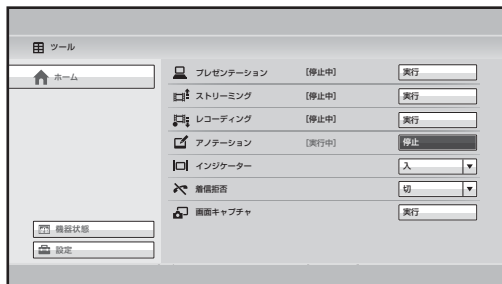 ツール
ホーム
プレゼンテーション [停止中] 実行
ストリーミング [停止中] 実行
レコーディング [停止中] 実行
アノテーション [実行中] 停止
インジケーター 入
着信拒否 切
画面キャプチャ 実行
機器状態
設定